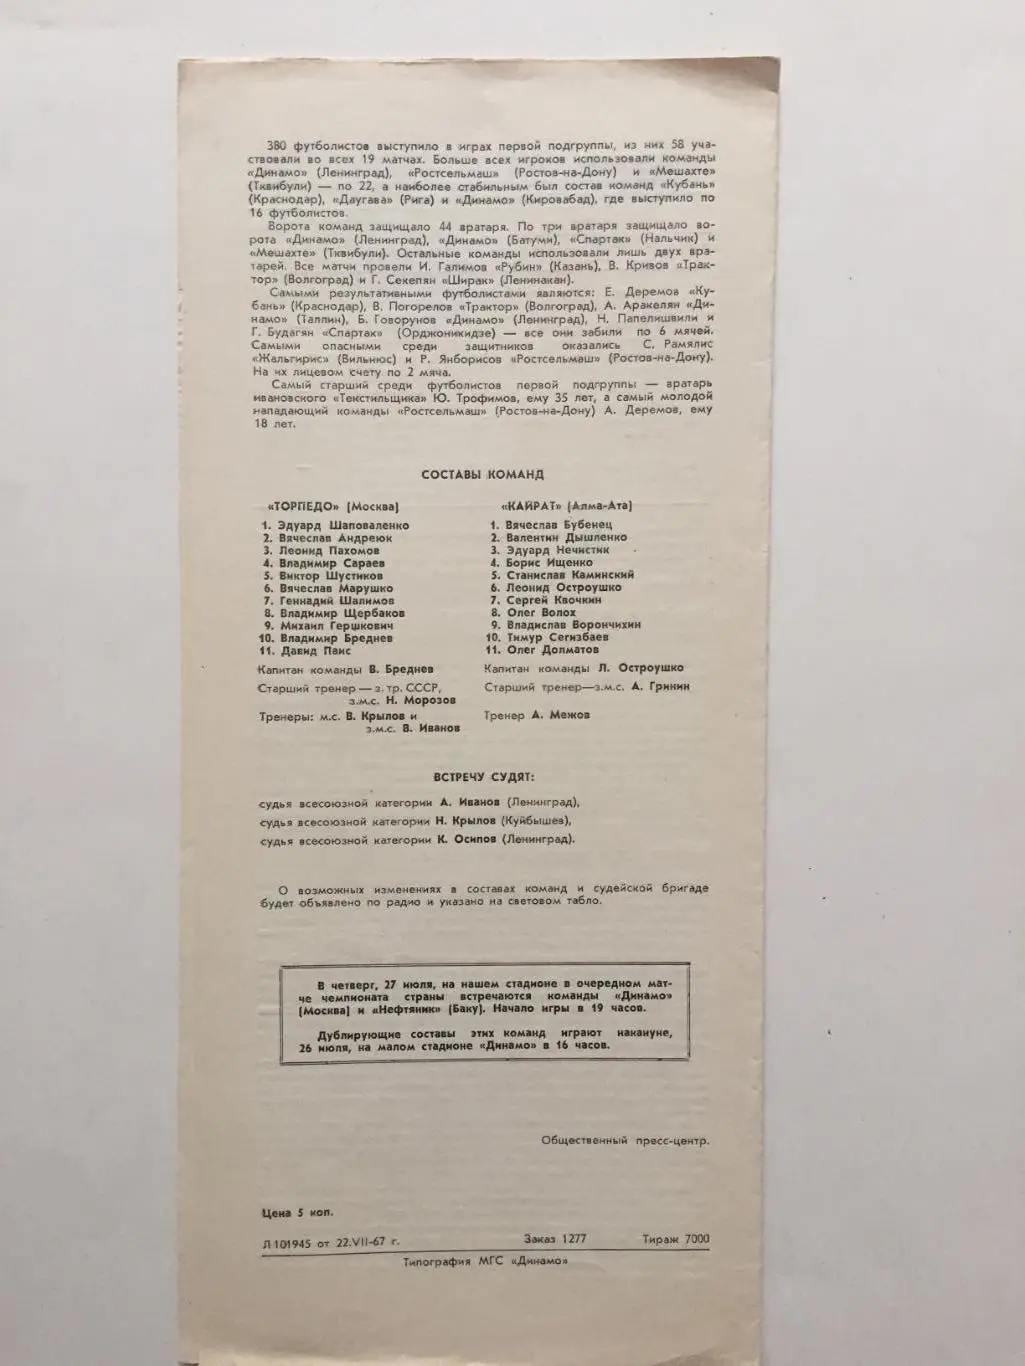 380 футболистов выступило в играх первой подгруппы, из них 58 уча-
ствовали во всех 19 матчах. Больше всех игроков использовали команды
«Динамо» (Ленинград), «Ростсельмаш» (Ростов-на-Дону) и «Мешахте»
(Тквибули) — по 22, а наиболее стабильным был состав команд «Кубань»
(Краснодар), «Даугава» (Рига) и «Динамо» (Кировабад), где выступило по
16 футболистов.
Ворота команд защищало 44 вратаря. По три вратаря защищало во-
рота «Динамо» (Ленинград), «Динамо» (Батуми), «Спартак» (Нальчик) и
«Мешахте» (Тквибули). Остальные команды использовали лишь двух вра-
тарей. Все матчи провели И. Галимов «Рубин» (Казань), В. Кривов «Трак-
тор» (Волгоград) и Г. Секепян «Ширак» (Ленинакан).
Самыми результативными футболистами являются: Е. Деремов «Ку-
бань» (Краснодар), В. Погорелов «Трактор» (Волгоград), А. Аракелян «Ди-
намо» (Таллин), Б. Говорунов «Динамо» (Ленинград), Н. Папелишвили и
Г. Будагян «Спартак» (Орджоникидзе) — все они забили по 6 мячей.
Самыми опасными среди защитников оказались С. Рамялис
«Жальгирис» (Вильнюс) и Р. Янборисов «Ростсельмаш» (Ростов-на-Дону).
На их лицевом счету по 2 мяча.
Самый старший среди футболистов первой подгруппы — вратарь
ивановского «Текстильщика» Ю. Трофимов, ему 35 лет, а самый молодой
нападающий команды «Ростсельмаш» (Ростов-на-Дону) А. Деремов, ему
18 лет.
СОСТАВЫ КОМАНД
«ТОРПЕДО» (Москва)
1. Эдуард Шаповаленко
2. Вячеслав Андреюк
3. Леонид Пахомов
4. Владимир Сараев
5. Виктор Шустиков
6. Вячеслав Марушко
7. Геннадий Шалимов
8. Владимир Щербаков
9. Михаил Гершкович
10. Владимир Бреднев
11. Давид Паис
Капитан команды В. Бреднев
Старший тренер — з. тр. СССР,
з.м.с. Н. Морозов
Тренеры: м.с. В. Крылов и
з.м.с. В. Иванов
«КАЙРАТ» (Алма-Ата)
1. Вячеслав Бубенец
2. Валентин Дышленко
3. Эдуард Нечистик
4. Борис Ищенко
5. Станислав Каминский
6. Леонид Остроушко
7. Сергей Квочкин
8. Олег Волох
9. Владислав Ворончихин
10. Тимур Сегизбаев
11. Олег Долматов
Капитан команды Л. Остроушко
Старший тренер—з.м.с. А. Гринин
Тренер А. Межов
ВСТРЕЧУ СУДЯТ:
судья всесоюзной категории А. Иванов (Ленинград),
судья всесоюзной категории Н. Крылов (Куйбышев),
судья всесоюзной категории К. Осипов (Ленинград).
О возможных изменениях в составах команд и судейской бригаде
будет объявлено по радио и указано на световом табло.
В четверг, 27 июля, на нашем стадионе в очередном мат-
че чемпионата страны встречаются команды «Динамо»
(Москва) и «Нефтяник» (Баку). Начало игры в 19 часов.
Дублирующие составы этих команд играют накануне,
26 июля, на малом стадионе «Динамо» в 16 часов.
Общественный пресс-центр.
Цена 5 коп.
Л 101945 от 22.VII-67 г. Заказ 1277 Тираж 7000
Типография МГС «Динамо»